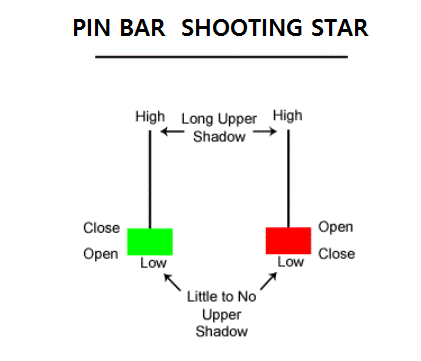 PIN BAR SHOOTING STAR
High
Long Upper
Shadow
High
Close
Open
Low
Open
Close
Low
Little to No
Upper
Shadow